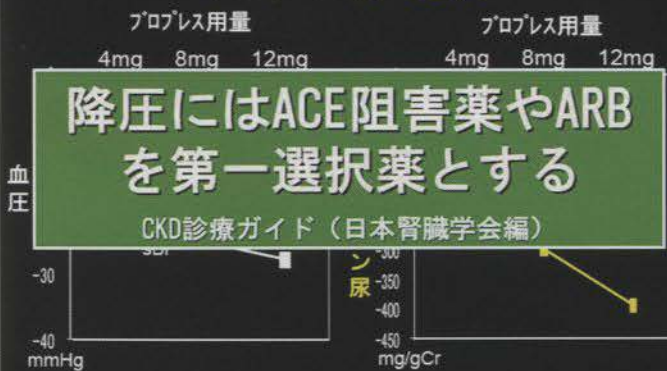 ブロプレス用量
4mg 8mg 12mg
ブロプレス用量
4mg 8mg 12mg
降圧にはACE阻害薬やARB
を第一選択薬とする
CKD診療ガイド（日本腎臓学会編）
血圧
-30
-40
mmHg
ン尿
-300
-350
-400
-450
mg/gCr